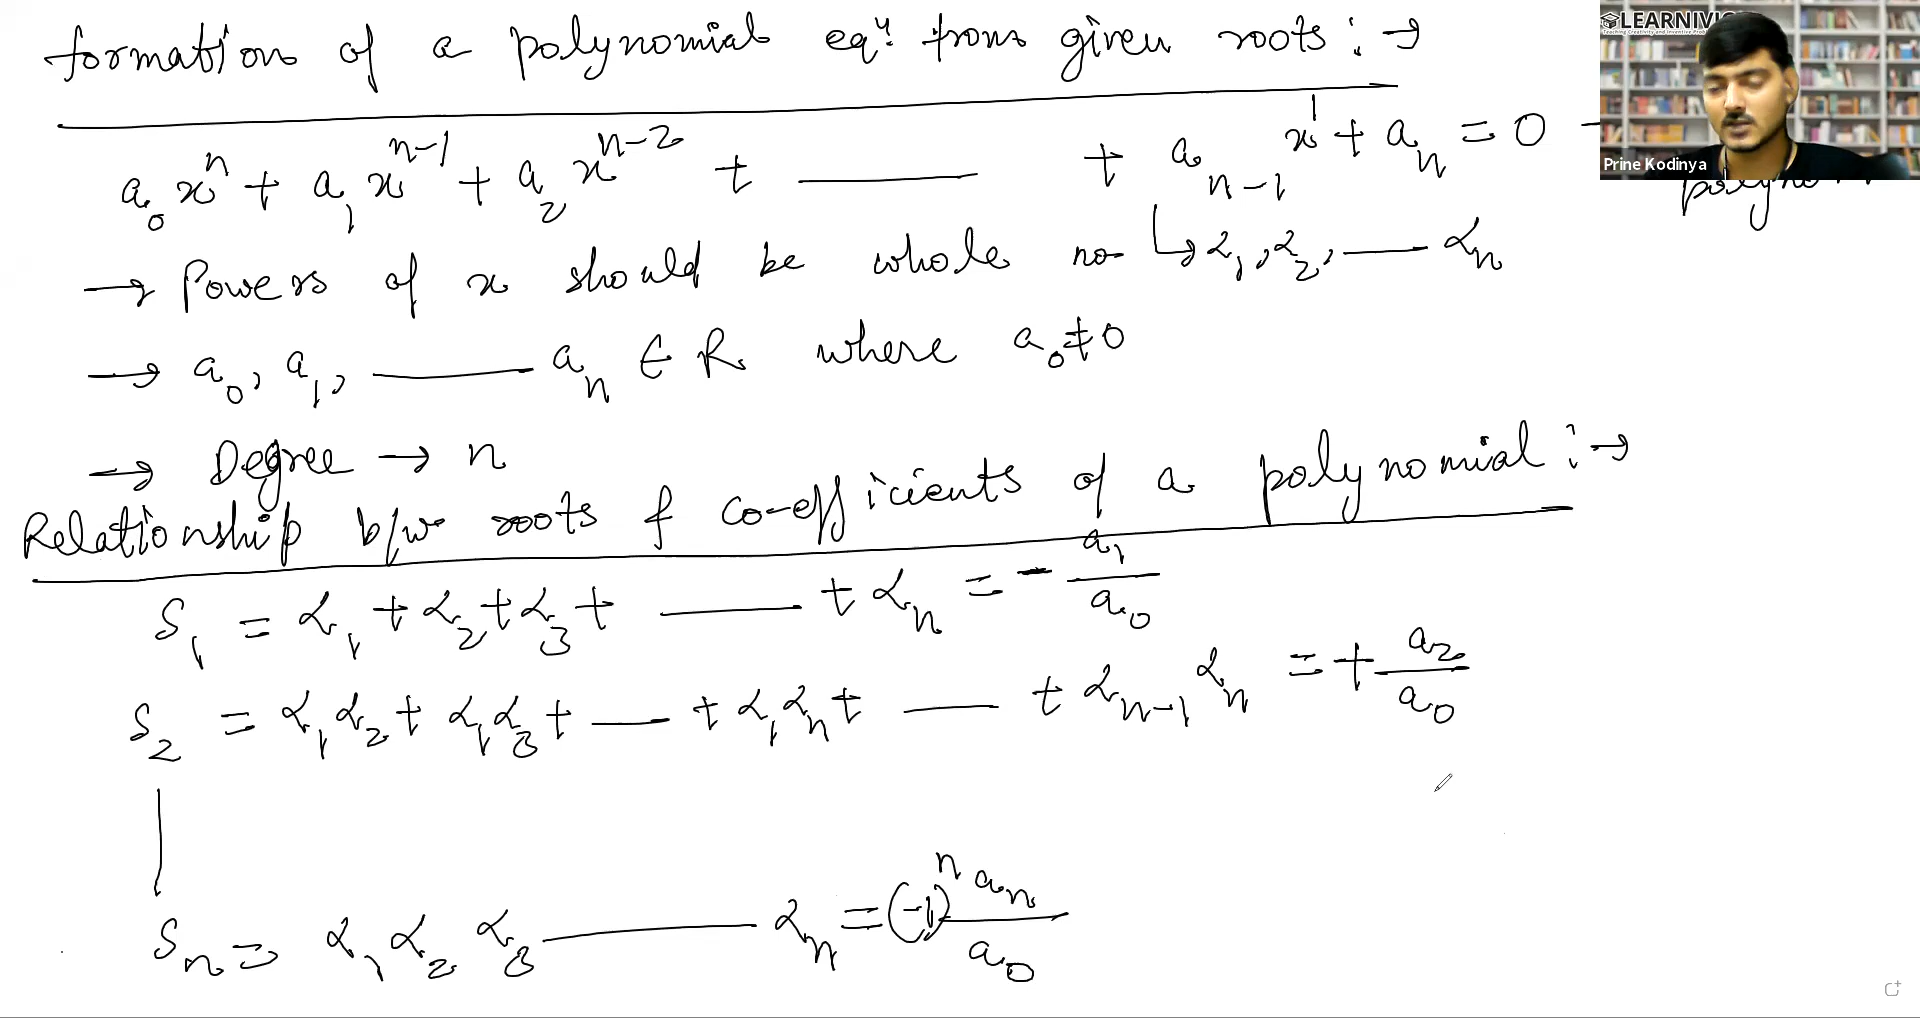 formation of a polynomial eqn. from given roots :→
a₀xⁿ + a₁xⁿ⁻¹ + a₂xⁿ⁻² + —— + aₙ₋₁x¹ + aₙ = 0 -
→ Powers of x should be whole no- ↳ α₁, α₂, —— αₙ
→ a₀, a₁, —— aₙ ∈ R where a₀ ≠ 0
→ Degree → n
Relationship b/w roots & co-efficients of a polynomial :→
S₁ = α₁ + α₂ + α₃ + —— + αₙ = - a₁/a₀
S₂ = α₁α₂ + α₁α₃ + — + α₁αₙ + —— + αₙ₋₁αₙ = + a₂/a₀
|
Sₙ = α₁ α₂ α₃ —— αₙ = (-1)ⁿ aₙ/a₀
Prine Kodinya